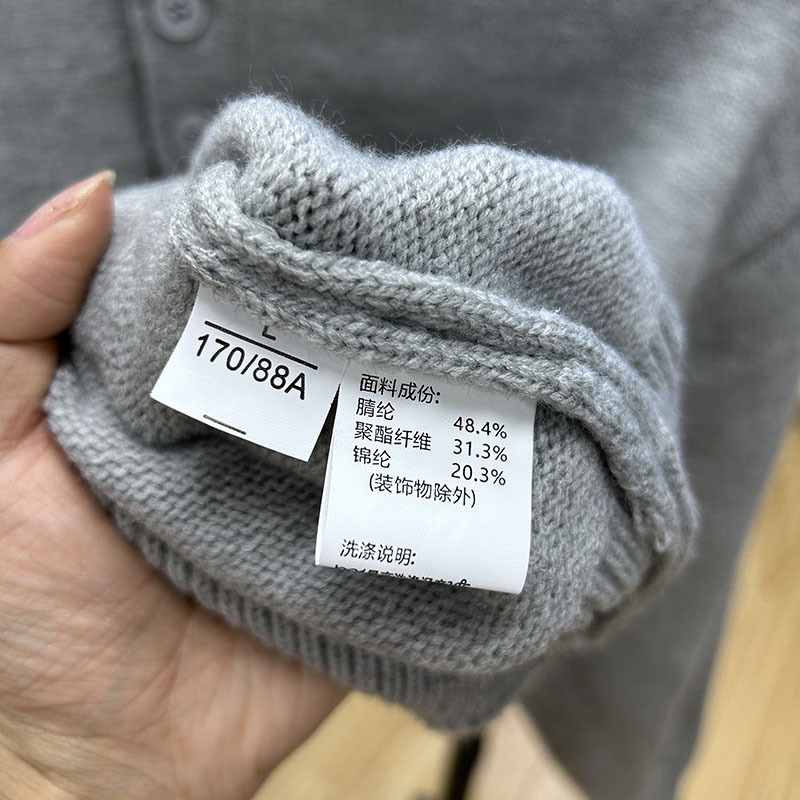 L
170/88A
面料成份:
腈纶 48.4%
聚酯纤维 31.3%
锦纶 20.3%
(装饰物除外)
洗涤说明: